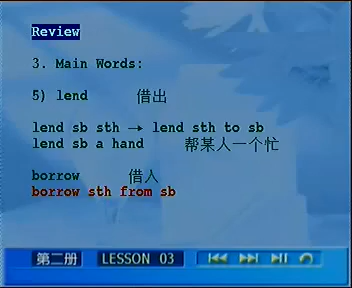 Review
3. Main Words:
5) lend 借出
lend sb sth → lend sth to sb
lend sb a hand 帮某人一个忙
borrow 借入
borrow sth from sb
第二册 LESSON 03